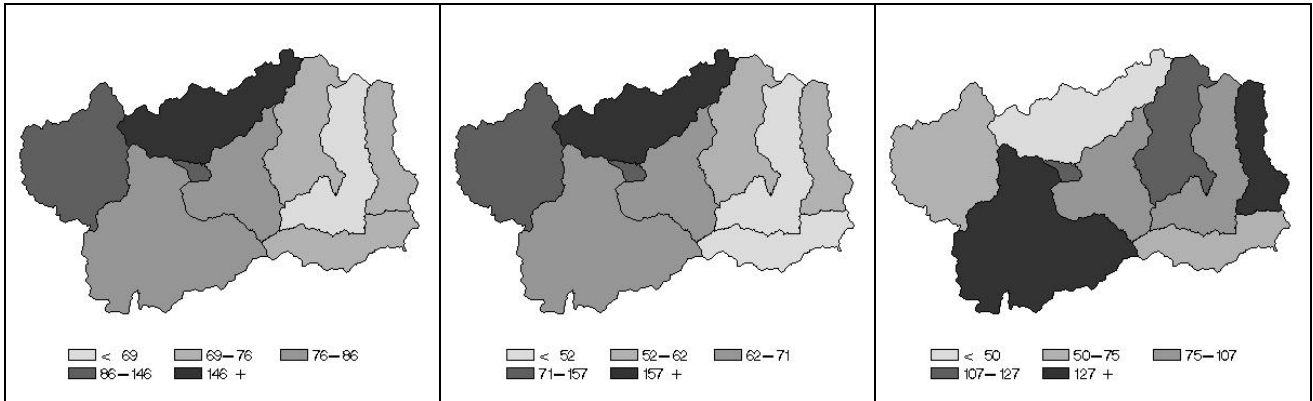 < 69 69-76 76-86
86-146 146 +
< 52 52-62 62-71
71-157 157 +
< 50 50-75 75-107
107-127 127 +